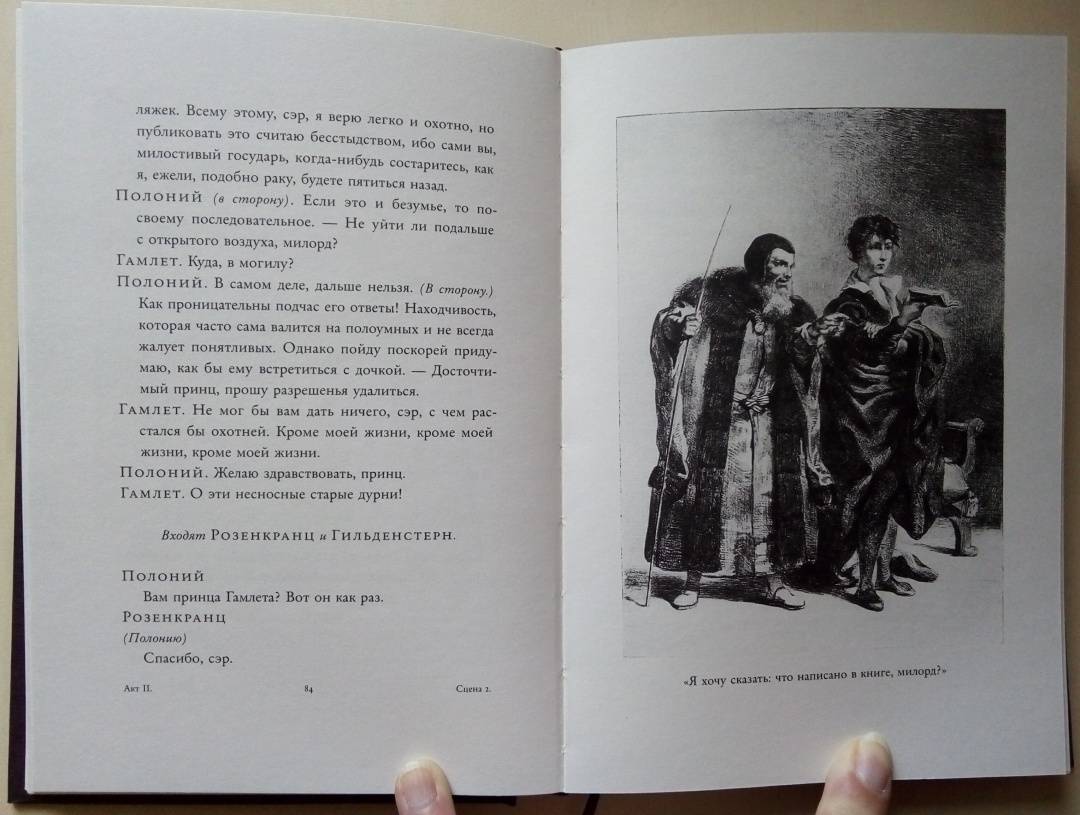 ляжек. Всему этому, сэр, я верю легко и охотно, но
публиковать это считаю бесстыдством, ибо сами вы,
милостивый государь, когда-нибудь состаритесь, как
я, ежели, подобно раку, будете пятиться назад.
Полоний (в сторону). Если это и безумье, то по-
своему последовательное. — Не уйти ли подальше
с открытого воздуха, милорд?
Гамлет. Куда, в могилу?
Полоний. В самом деле, дальше нельзя. (В сторону.)
Как проницательны подчас его ответы! Находчивость,
которая часто сама валится на полоумных и не всегда
жалует понятливых. Однако пойду поскорей приду-
маю, как бы ему встретиться с дочкой. — Досточти-
мый принц, прошу разрешенья удалиться.
Гамлет. Не мог бы вам дать ничего, сэр, с чем рас-
стался бы охотней. Кроме моей жизни, кроме моей
жизни, кроме моей жизни.
Полоний. Желаю здравствовать, принц.
Гамлет. О эти несносные старые дурни!
Входят Розенкранц и Гильденстерн.
Полоний
Вам принца Гамлета? Вот он как раз.
Розенкранц
(Полонию)
Спасибо, сэр.
Акт II. 84 Сцена 2.
«Я хочу сказать: что написано в книге, милорд?»